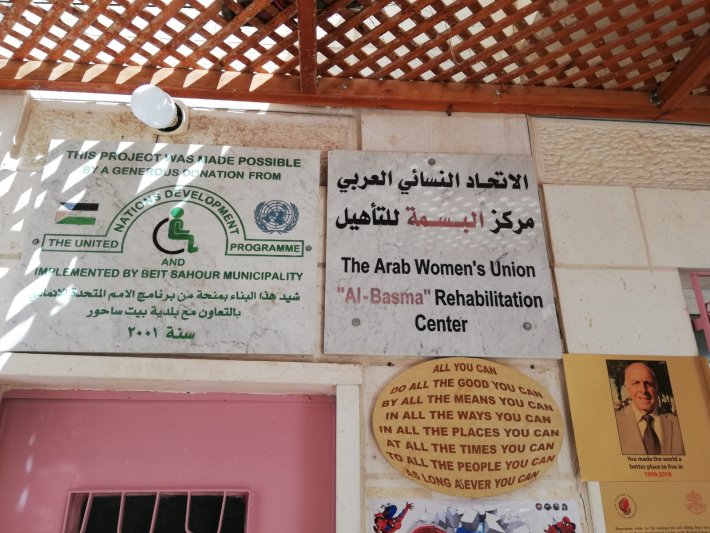 THIS PROJECT WAS MADE POSSIBLE
BY A GENEROUS DONATION FROM
THE UNITED NATIONS DEVELOPMENT PROGRAMME
AND
IMPLEMENTED BY BEIT SAHOUR MUNICIPALITY
شيد هذا البناء بمنحة من برنامج الامم المتحدة الانمائي
بالتعاون مع بلدية بيت ساحور
سنة ٢٠٠١
الاتحاد النسائي العربي
مركز البسمة للتأهيل
The Arab Women's Union
"Al-Basma" Rehabilitation
Center
ALL YOU CAN
DO ALL THE GOOD YOU CAN
BY ALL THE MEANS YOU CAN
IN ALL THE WAYS YOU CAN
IN ALL THE PLACES YOU CAN
AT ALL THE TIMES YOU CAN
TO ALL THE PEOPLE YOU CAN
AS LONG AS EVER YOU CAN
You made the world a
better place to live in
1990-2018